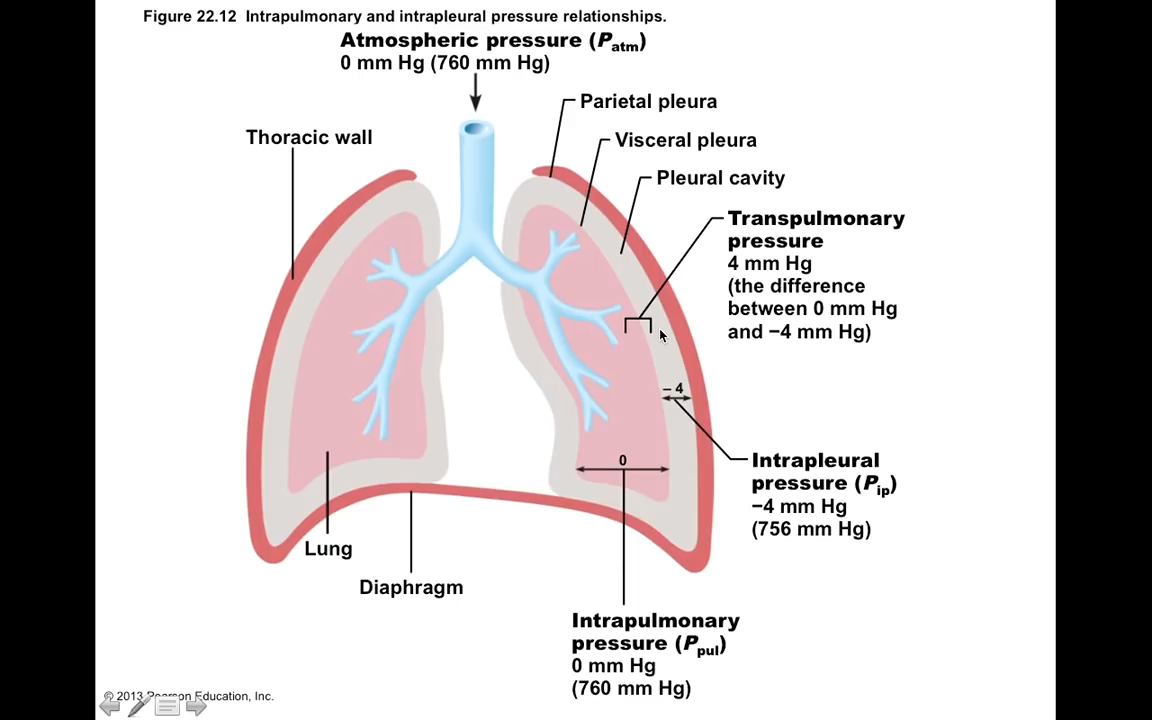 Figure 22.12 Intrapulmonary and intrapleural pressure relationships.
Atmospheric pressure (Patm)
0 mm Hg (760 mm Hg)
Parietal pleura
Thoracic wall
Visceral pleura
Pleural cavity
Transpulmonary
pressure
4 mm Hg
(the difference
between 0 mm Hg
and −4 mm Hg)
– 4
0
Intrapleural
pressure (Pip)
−4 mm Hg
(756 mm Hg)
Lung
Diaphragm
Intrapulmonary
pressure (Ppul)
0 mm Hg
(760 mm Hg)
© 2013 Pearson Education, Inc.